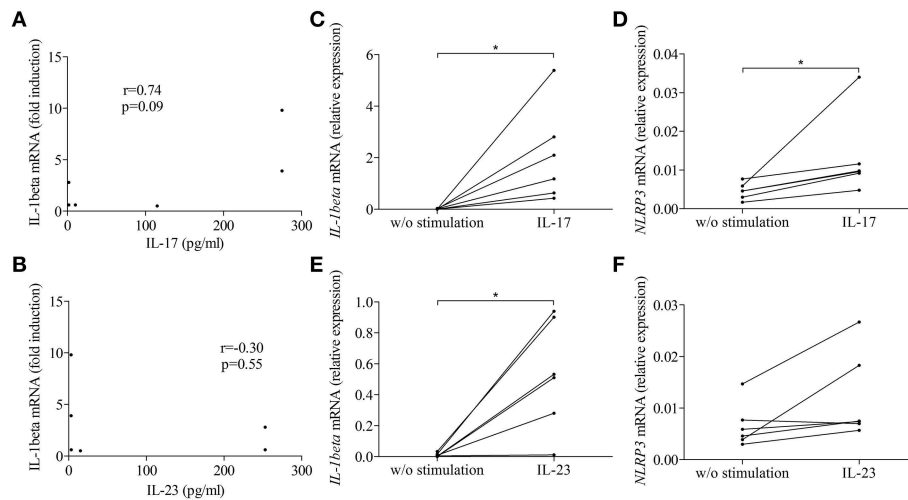 A
IL-1beta mRNA (fold induction)
15
10
5
0
r=0.74
p=0.09
0
100
200
300
IL-17 (pg/ml)
C
IL-1beta mRNA (relative expression)
6
4
2
0
*
w/o stimulation
IL-17
D
NLRP3 mRNA (relative expression)
0.04
0.03
0.02
0.01
0.00
*
w/o stimulation
IL-17
B
IL-1beta mRNA (fold induction)
15
10
5
0
r=-0.30
p=0.55
0
100
200
300
IL-23 (pg/ml)
E
IL-1beta mRNA (relative expression)
1.0
0.8
0.6
0.4
0.2
0.0
*
w/o stimulation
IL-23
F
NLRP3 mRNA (relative expression)
0.03
0.02
0.01
0.00
w/o stimulation
IL-23